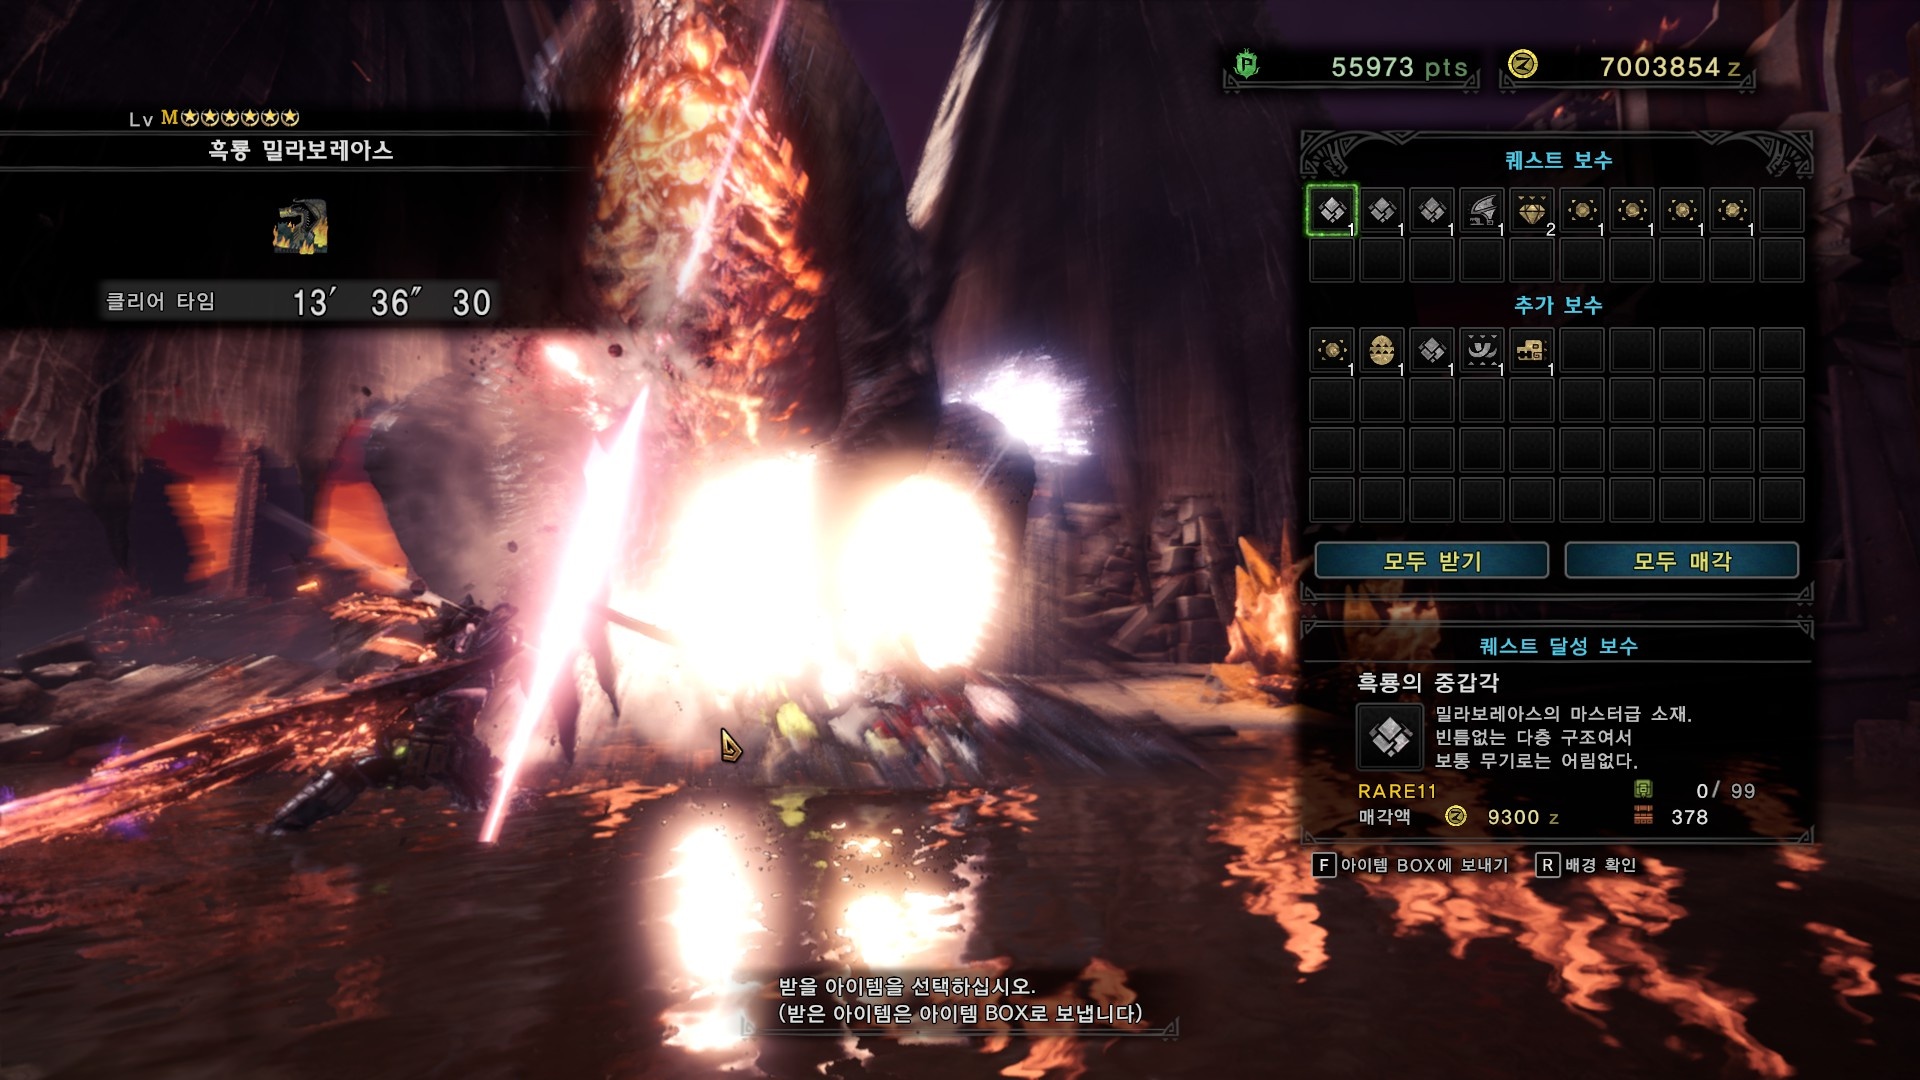 55973 pts
7003854 z
Lv M
흑룡 밀라보레아스
클리어 타임 13′ 36″ 30
퀘스트 보수
1 1 1 1 2 1 1 1 1
추가 보수
1 1 1 1 1
모두 받기 모두 매각
퀘스트 달성 보수
흑룡의 중갑각
밀라보레아스의 마스터급 소재.
빈틈없는 다층 구조여서
보통 무기로는 어림없다.
RARE11 0/ 99
매각액 9300 z 378
F 아이템 BOX에 보내기 R 배경 확인
받을 아이템을 선택하십시오.
(받은 아이템은 아이템 BOX로 보냅니다)